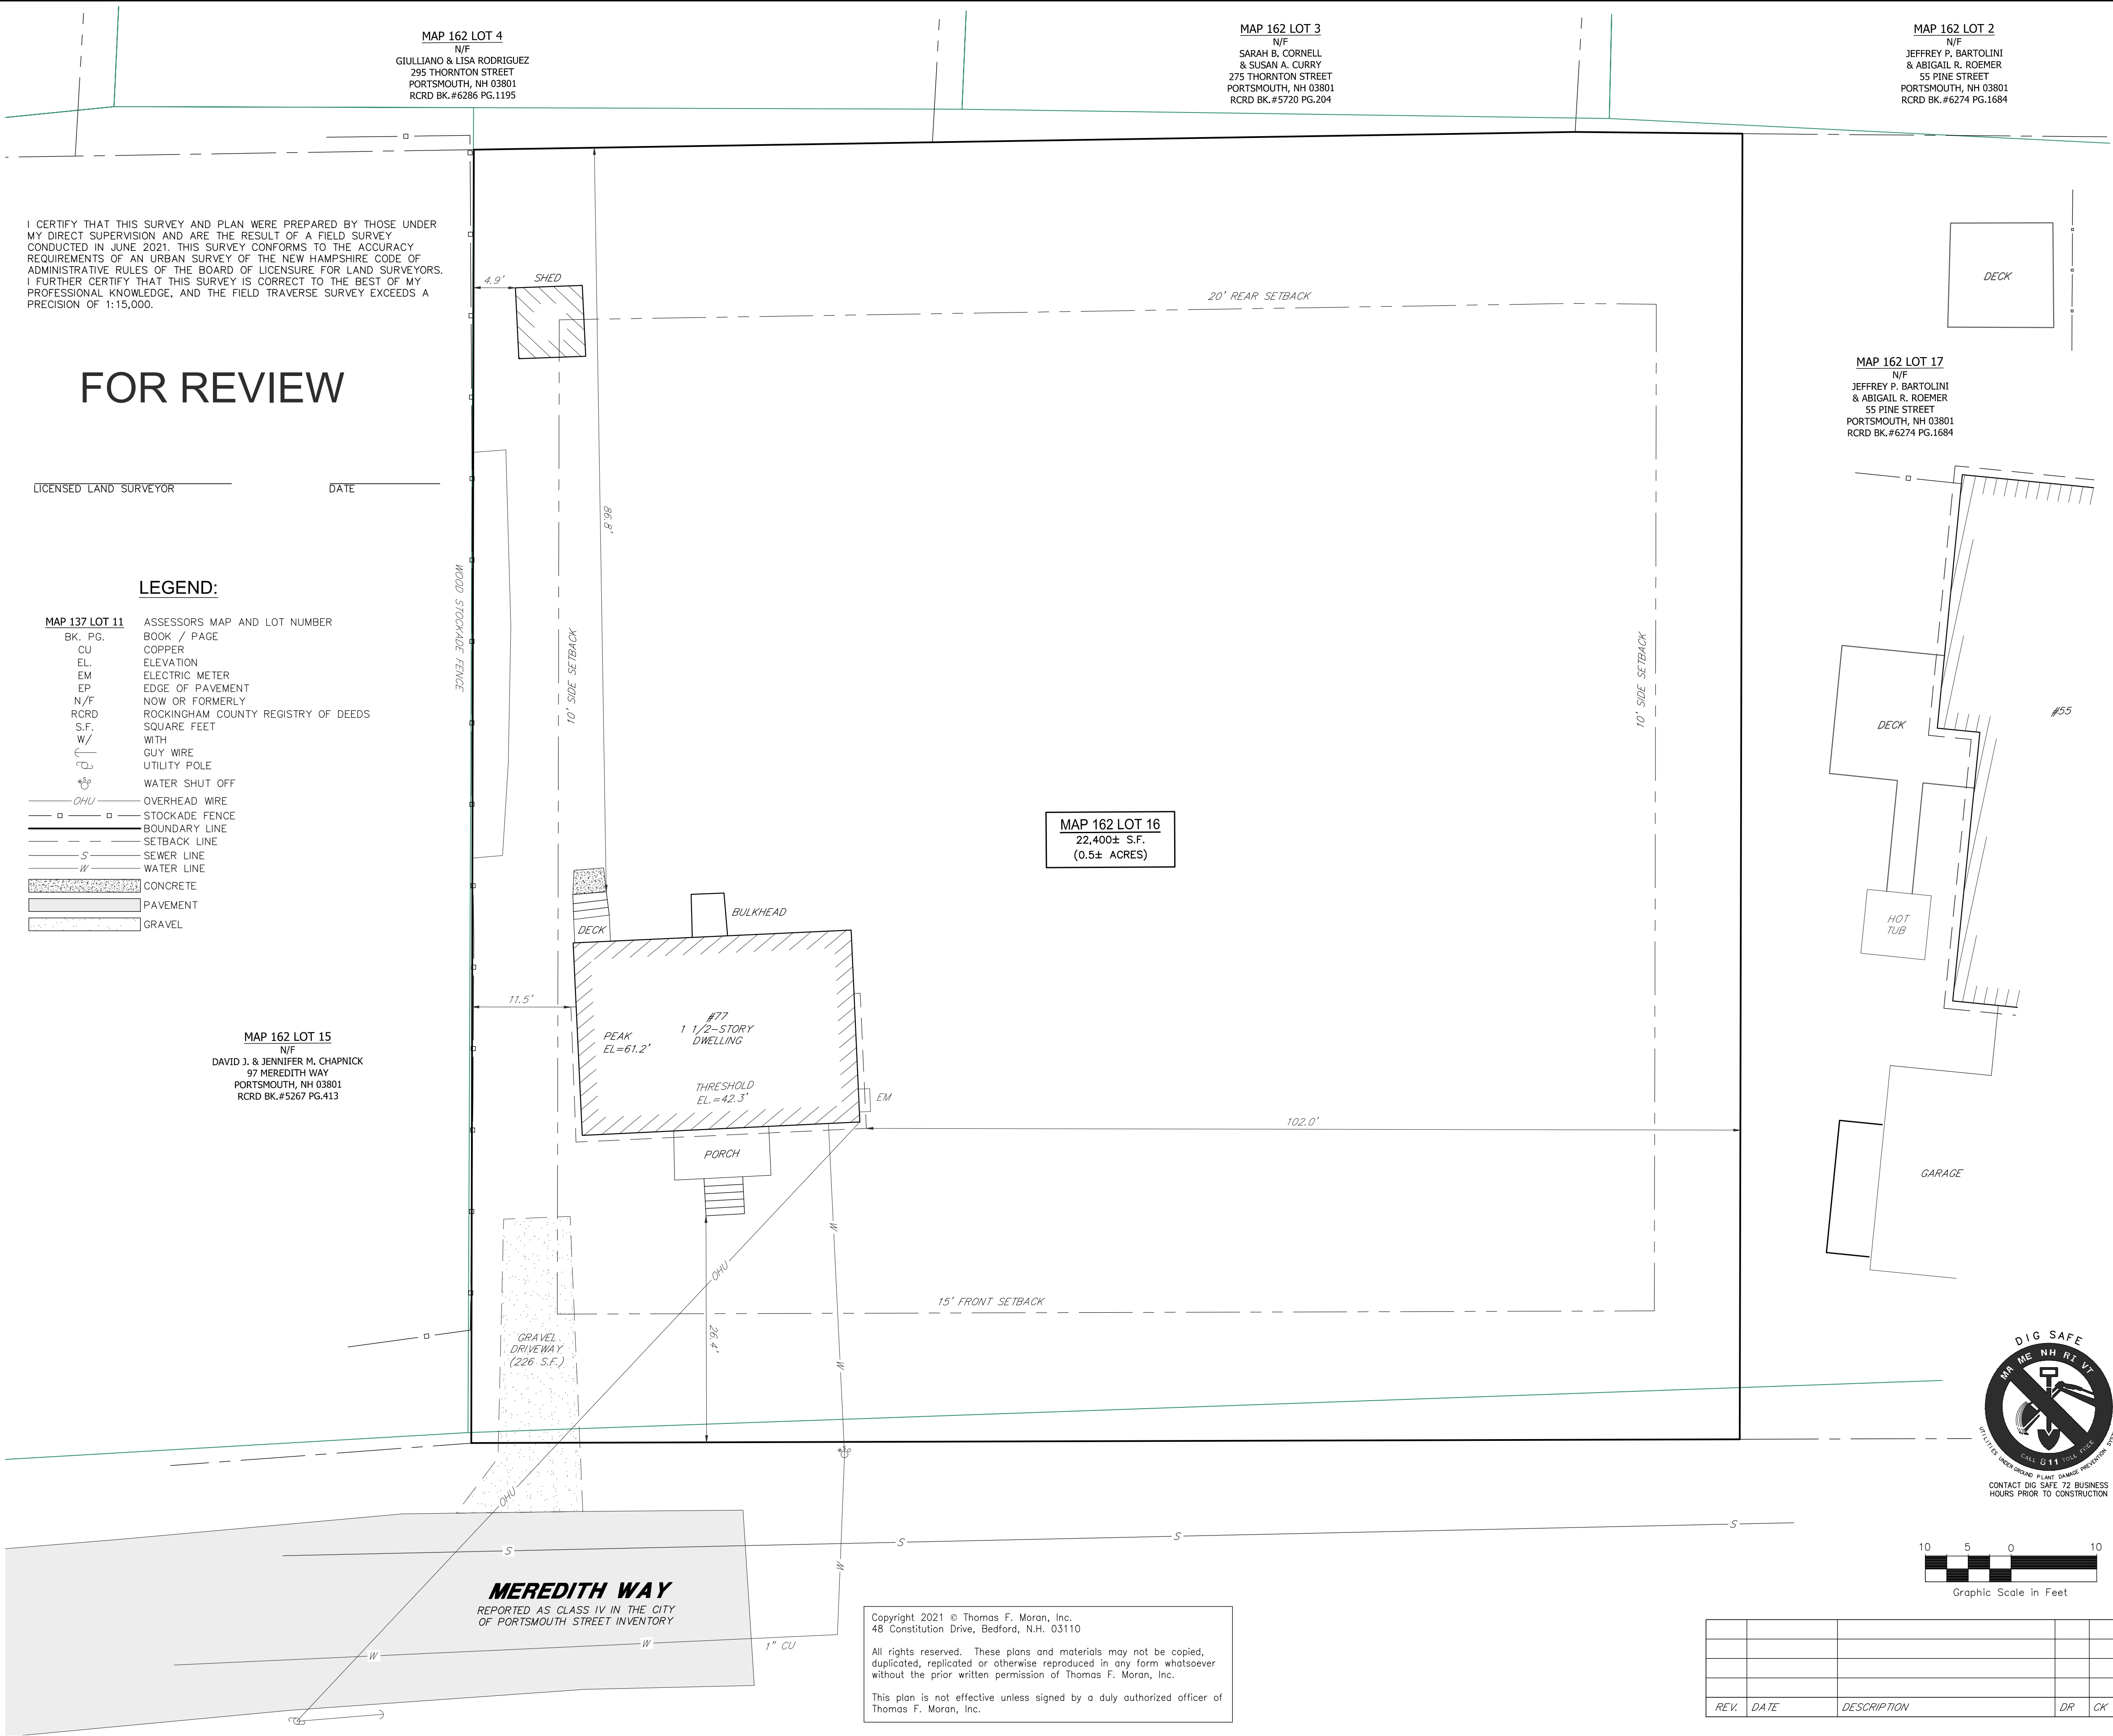 MAP 162 LOT 4
N/F
GIULLIANO & LISA RODRIGUEZ
295 THORNTON STREET
PORTSMOUTH, NH 03801
RCRD BK.#6286 PG.1195
MAP 162 LOT 3
N/F
SARAH B. CORNELL
& SUSAN A. CURRY
275 THORNTON STREET
PORTSMOUTH, NH 03801
RCRD BK.#5720 PG.204
MAP 162 LOT 2
N/F
JEFFREY P. BARTOLINI
& ABIGAIL R. ROEMER
55 PINE STREET
PORTSMOUTH, NH 03801
RCRD BK.#6274 PG.1684
I CERTIFY THAT THIS SURVEY AND PLAN WERE PREPARED BY THOSE UNDER
MY DIRECT SUPERVISION AND ARE THE RESULT OF A FIELD SURVEY
CONDUCTED IN JUNE 2021. THIS SURVEY CONFORMS TO THE ACCURACY
REQUIREMENTS OF AN URBAN SURVEY OF THE NEW HAMPSHIRE CODE OF
ADMINISTRATIVE RULES OF THE BOARD OF LICENSURE FOR LAND SURVEYORS.
I FURTHER CERTIFY THAT THIS SURVEY IS CORRECT TO THE BEST OF MY
PROFESSIONAL KNOWLEDGE, AND THE FIELD TRAVERSE SURVEY EXCEEDS A
PRECISION OF 1:15,000.
FOR REVIEW
LICENSED LAND SURVEYOR
DATE
LEGEND:
MAP 137 LOT 11 ASSESSORS MAP AND LOT NUMBER
BK. PG. BOOK / PAGE
CU COPPER
EL. ELEVATION
EM ELECTRIC METER
EP EDGE OF PAVEMENT
N/F NOW OR FORMERLY
RCRD ROCKINGHAM COUNTY REGISTRY OF DEEDS
S.F. SQUARE FEET
W/ WITH
GUY WIRE
UTILITY POLE
WATER SHUT OFF
OHU OVERHEAD WIRE
STOCKADE FENCE
BOUNDARY LINE
SETBACK LINE
S SEWER LINE
W WATER LINE
CONCRETE
PAVEMENT
GRAVEL
MAP 162 LOT 15
N/F
DAVID J. & JENNIFER M. CHAPNICK
97 MEREDITH WAY
PORTSMOUTH, NH 03801
RCRD BK.#5267 PG.413
4.9'
SHED
20' REAR SETBACK
86.8'
WOOD STOCKADE FENCE
10' SIDE SETBACK
10' SIDE SETBACK
MAP 162 LOT 16
22,400± S.F.
(0.5± ACRES)
BULKHEAD
DECK
11.5'
PEAK
EL=61.2'
#77
1 1/2-STORY
DWELLING
THRESHOLD
EL.=42.3'
EM
102.0'
PORCH
W
OHU
15' FRONT SETBACK
26.4'
GRAVEL
DRIVEWAY
(226 S.F.)
W
OHU
DECK
MAP 162 LOT 17
N/F
JEFFREY P. BARTOLINI
& ABIGAIL R. ROEMER
55 PINE STREET
PORTSMOUTH, NH 03801
RCRD BK.#6274 PG.1684
#55
DECK
HOT
TUB
GARAGE
DIG SAFE
MA ME NH RI VT
CALL 811 TOLL FREE
UTILITIES UNDERGROUND PLANT DAMAGE PREVENTION
CONTACT DIG SAFE 72 BUSINESS
HOURS PRIOR TO CONSTRUCTION
S
S
S
S
W
MEREDITH WAY
REPORTED AS CLASS IV IN THE CITY
OF PORTSMOUTH STREET INVENTORY
W
W
1" CU
Copyright 2021 © Thomas F. Moran, Inc.
48 Constitution Drive, Bedford, N.H. 03110
All rights reserved. These plans and materials may not be copied,
duplicated, replicated or otherwise reproduced in any form whatsoever
without the prior written permission of Thomas F. Moran, Inc.
This plan is not effective unless signed by a duly authorized officer of
Thomas F. Moran, Inc.
10 5 0 10
Graphic Scale in Feet
REV. DATE DESCRIPTION DR CK